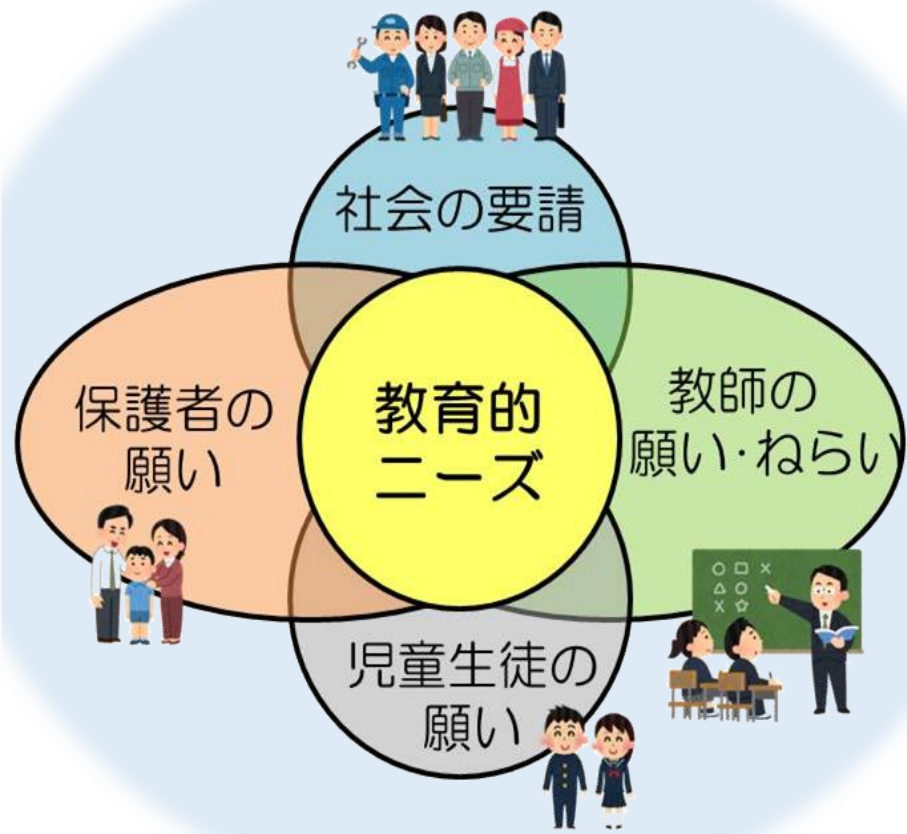 社会の要請
保護者の
願い
教育的
ニーズ
教師の
願い・ねらい
児童生徒の
願い